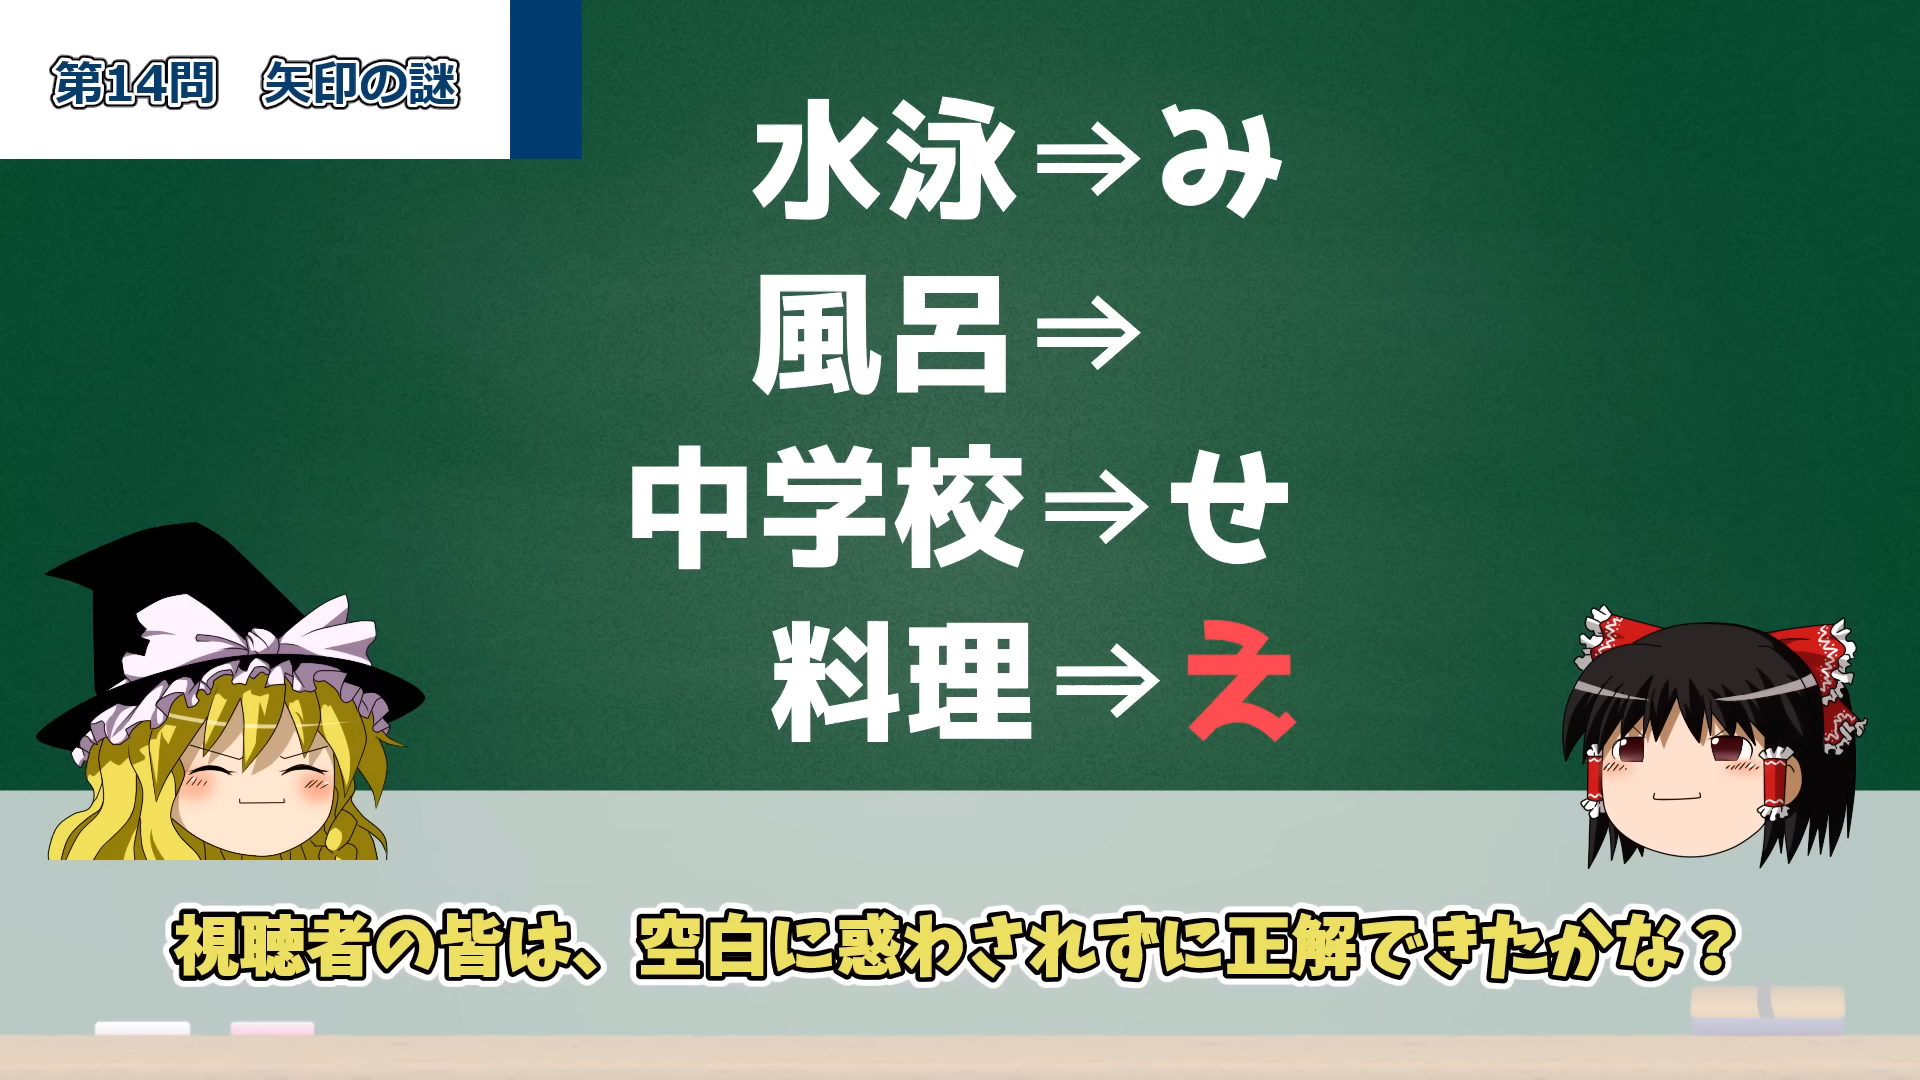 第14問　矢印の謎
水泳⇒み
風呂⇒
中学校⇒せ
料理⇒え
視聴者の皆は、空白に惑わされずに正解できたかな？